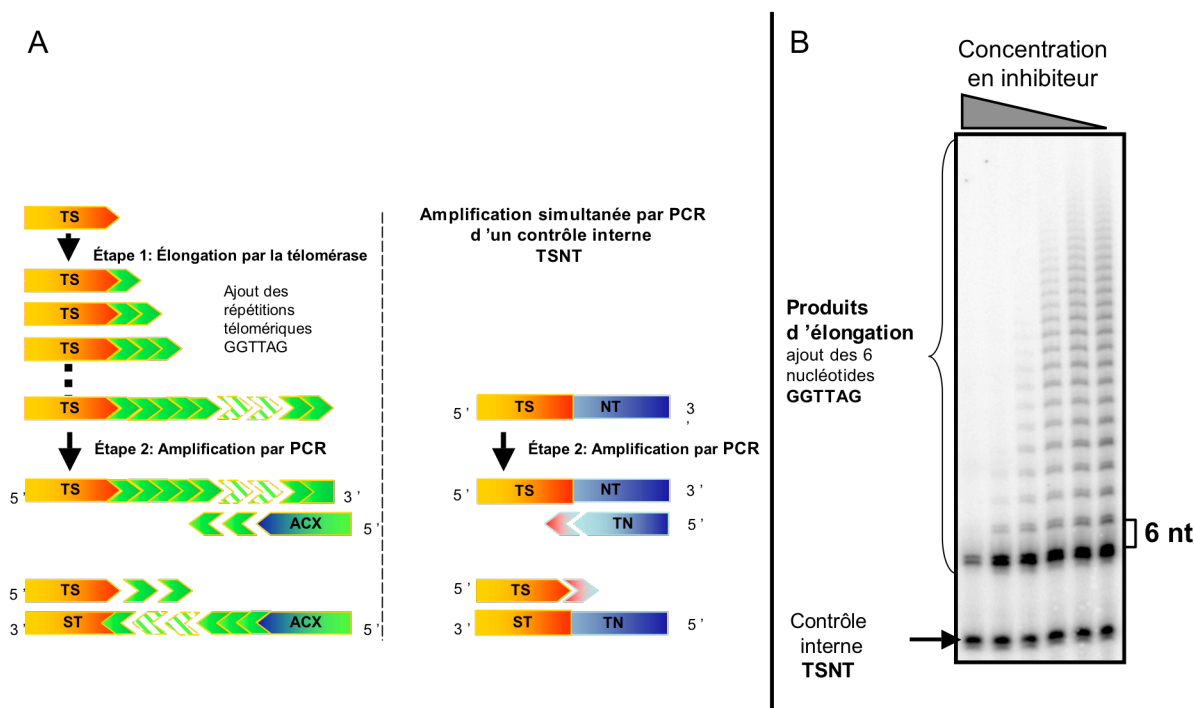 A
TS
Étape 1: Élongation par la télomérase
TS
TS
TS
Ajout des
répétitions
télomériques
GGTTAG
TS
Étape 2: Amplification par PCR
5 ’ TS 3 ’
ACX 5 ’
5 ’ TS
3 ’ ST ACX 5 ’
Amplification simultanée par PCR
d ’un contrôle interne
TSNT
5 ’ TS NT 3 ’
Étape 2: Amplification par PCR
5 ’ TS NT 3 ’
TN 5 ’
5 ’ TS
3 ’ ST TN 5 ’
B
Concentration
en inhibiteur
Produits
d ’élongation
ajout des 6
nucléotides
GGTTAG
6 nt
Contrôle
interne
TSNT